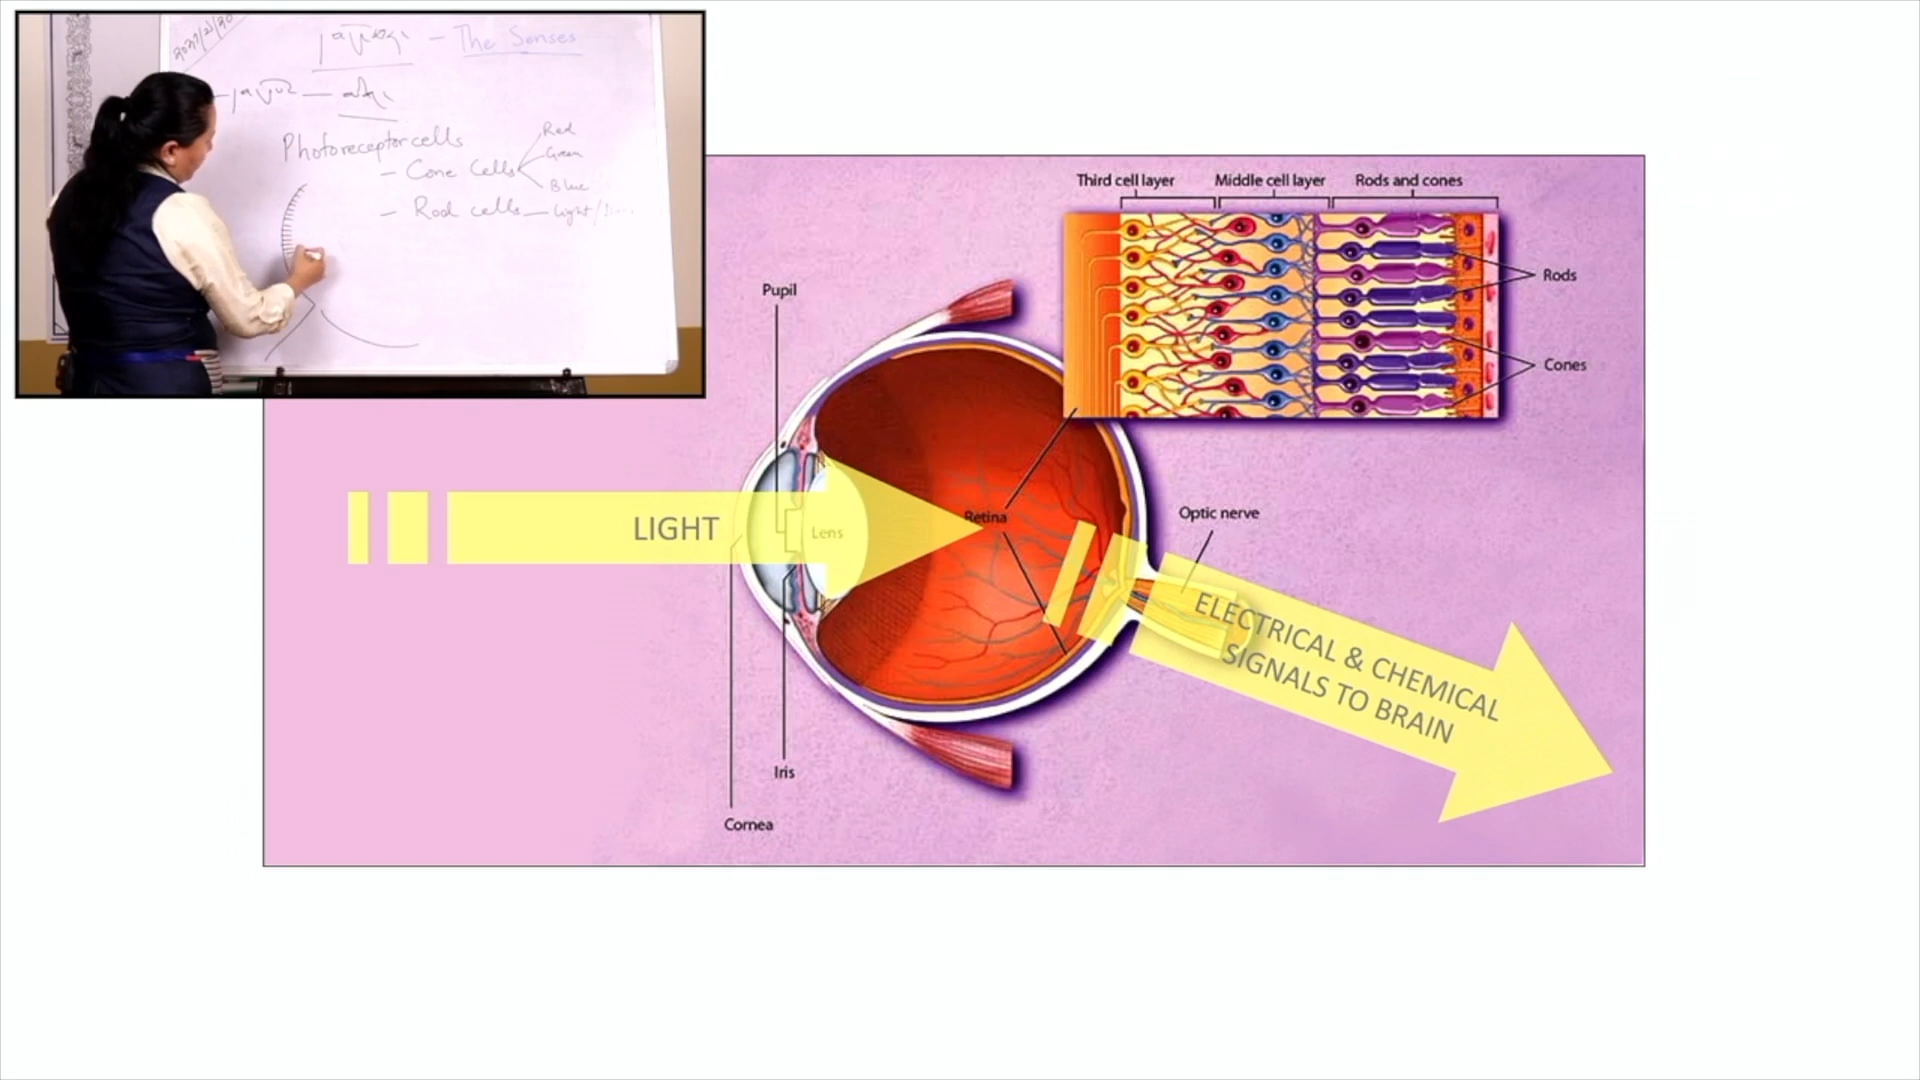 The Senses
Photoreceptor cells
- Cone Cells
Red
Green
Blue
- Rod cells - Light /
Third cell layer
Middle cell layer
Rods and cones
Rods
Cones
Pupil
LIGHT
Lens
Retina
Optic nerve
ELECTRICAL & CHEMICAL
SIGNALS TO BRAIN
Iris
Cornea